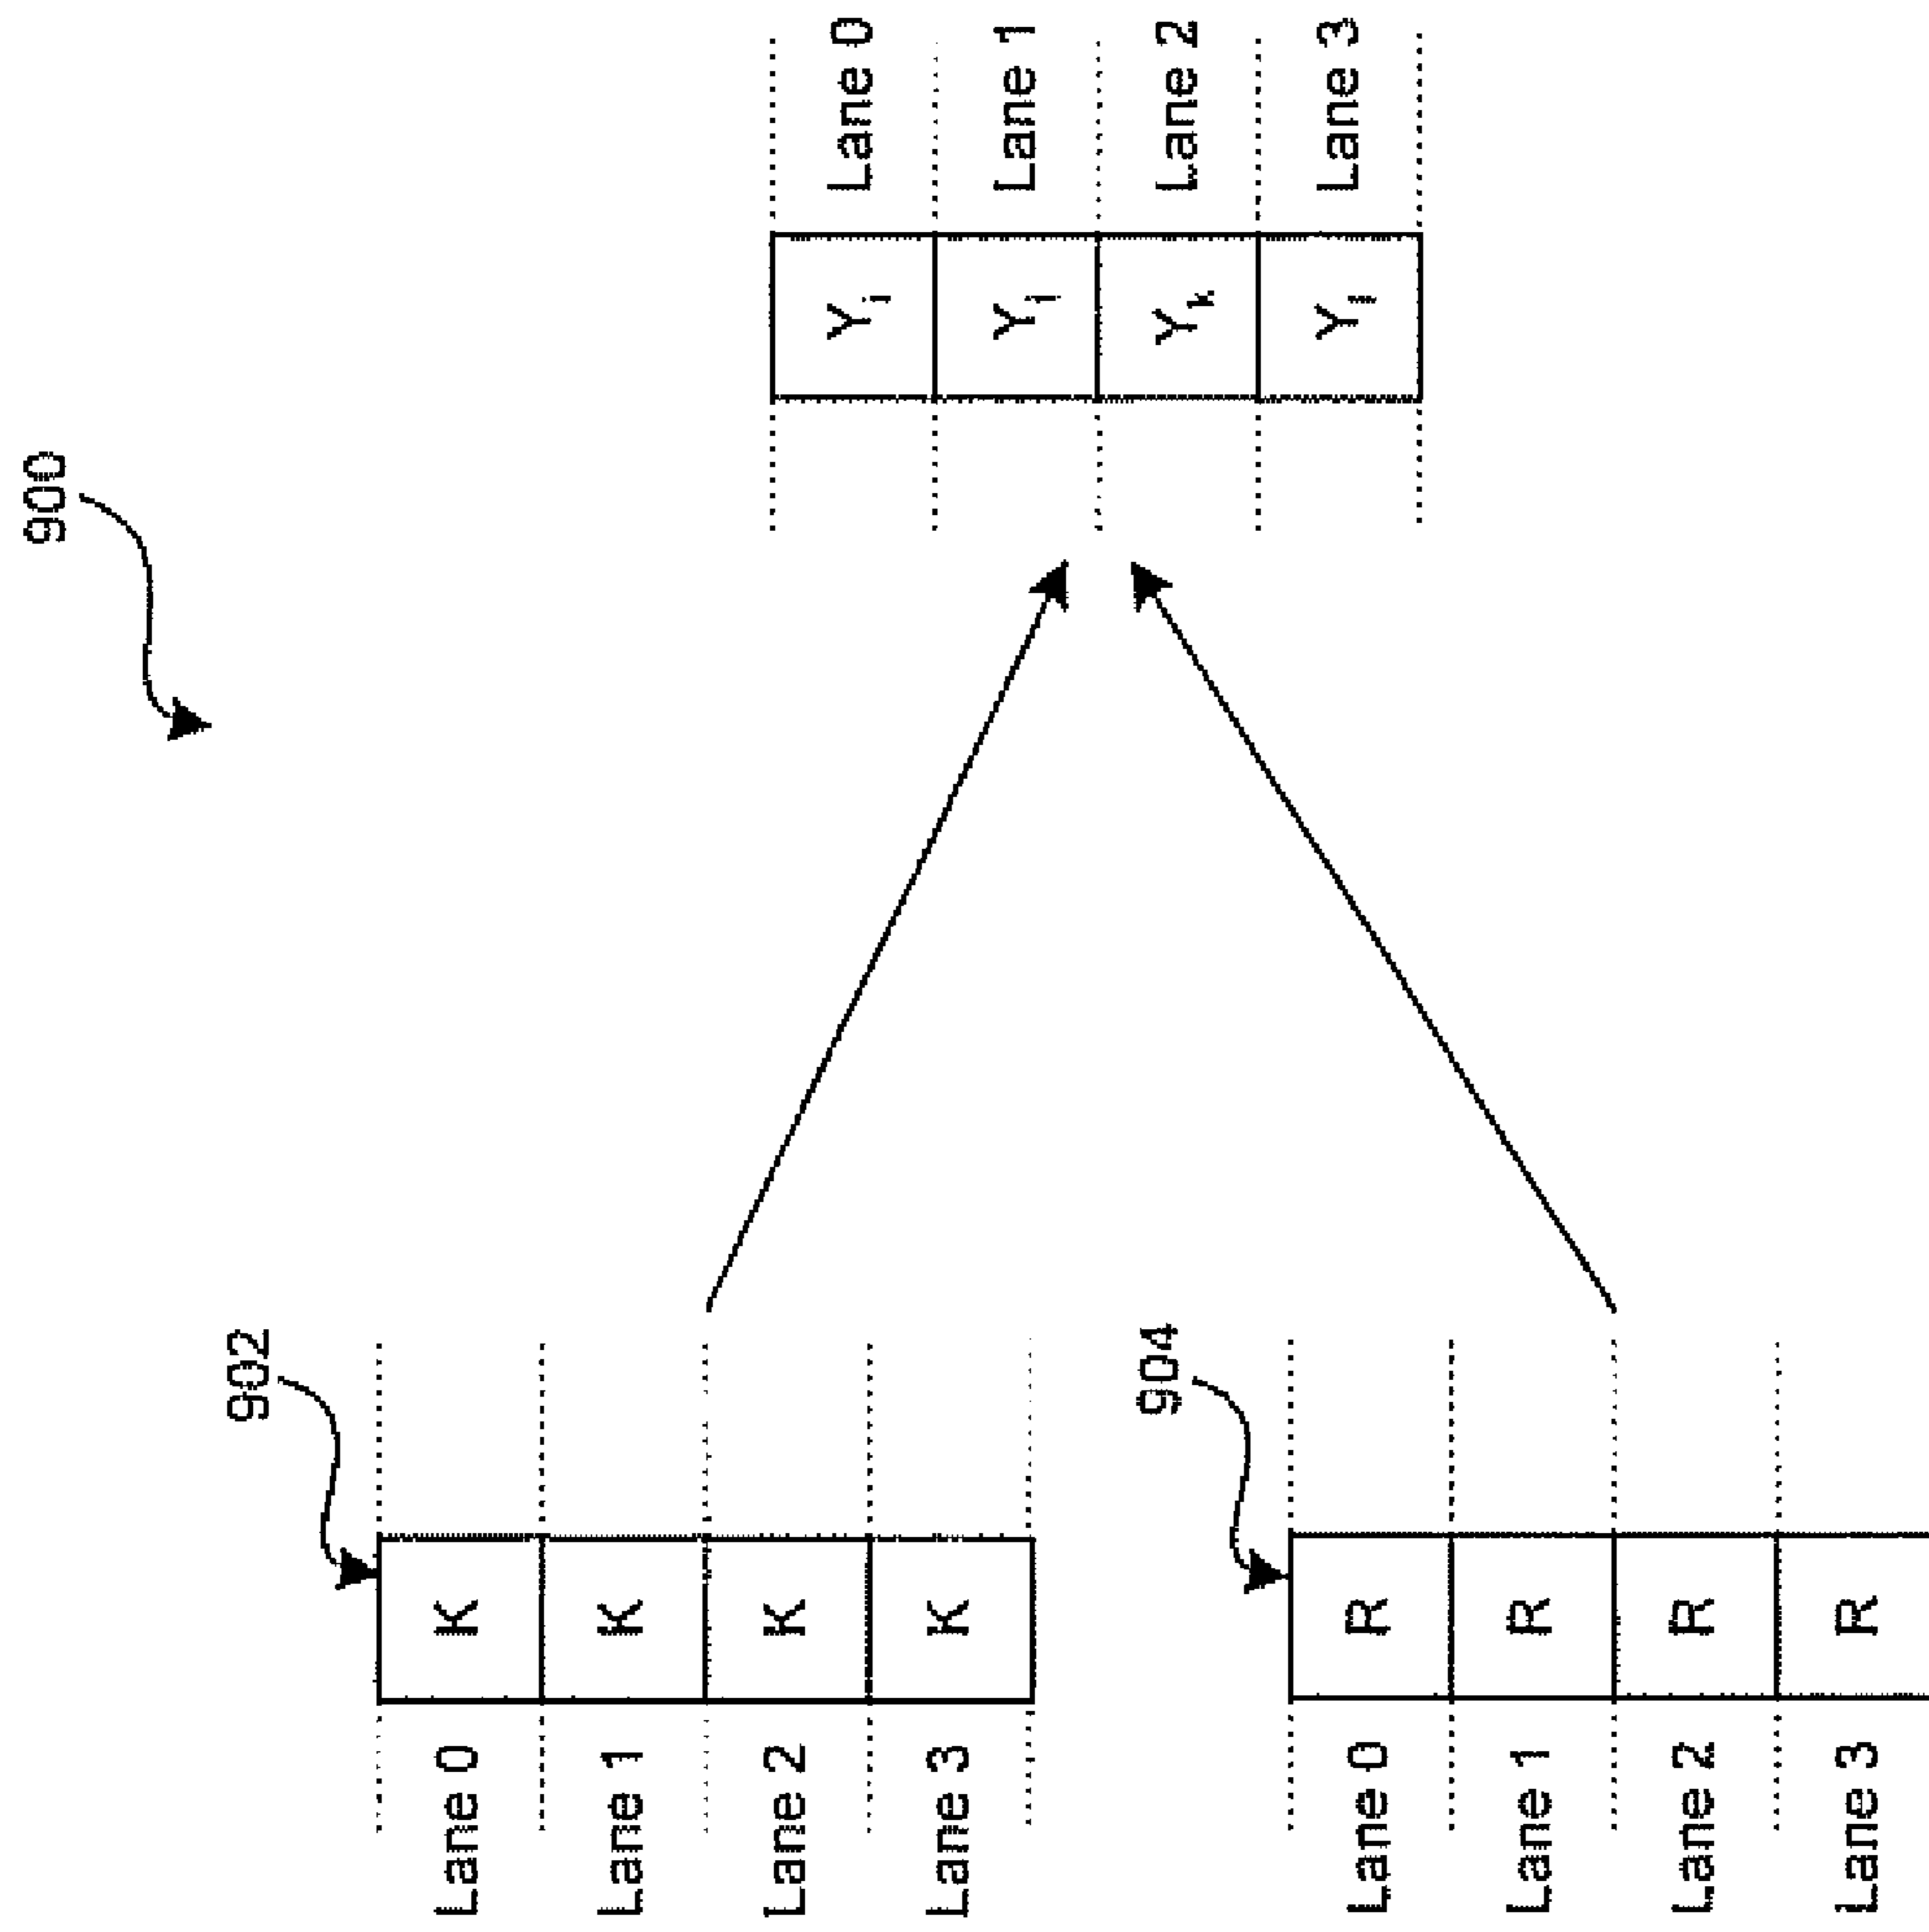 900
902
Lane 0 K
Lane 1 K
Lane 2 K
Lane 3 K
904
Lane 0 R
Lane 1 R
Lane 2 R
Lane 3 R
Yi Lane 0
Yj Lane 1
Yk Lane 2
Y Lane 3